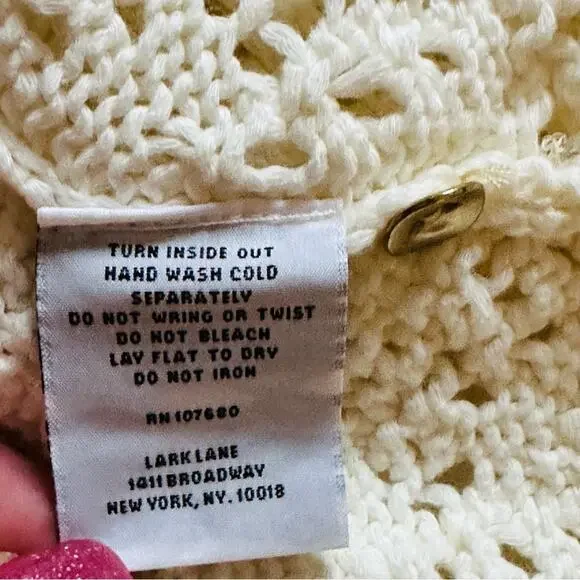 TURN INSIDE OUT
HAND WASH COLD
SEPARATELY
DO NOT WRING OR TWIST
DO NOT BLEACH
LAY FLAT TO DRY
DO NOT IRON
RN 107680
LARK LANE
1411 BROADWAY
NEW YORK, NY. 10018